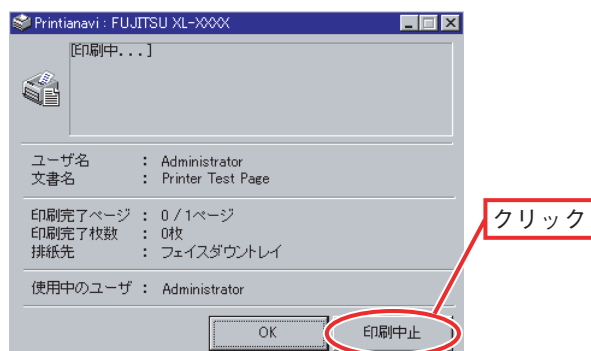 Printianavi : FUJITSU XL-XXXX
[印刷中...]
ユーザ名 : Administrator
文書名 : Printer Test Page
印刷完了ページ : 0 / 1ページ
印刷完了枚数 : 0枚
排紙先 : フェイスダウントレイ
クリック
使用中のユーザ : Administrator
OK 印刷中止